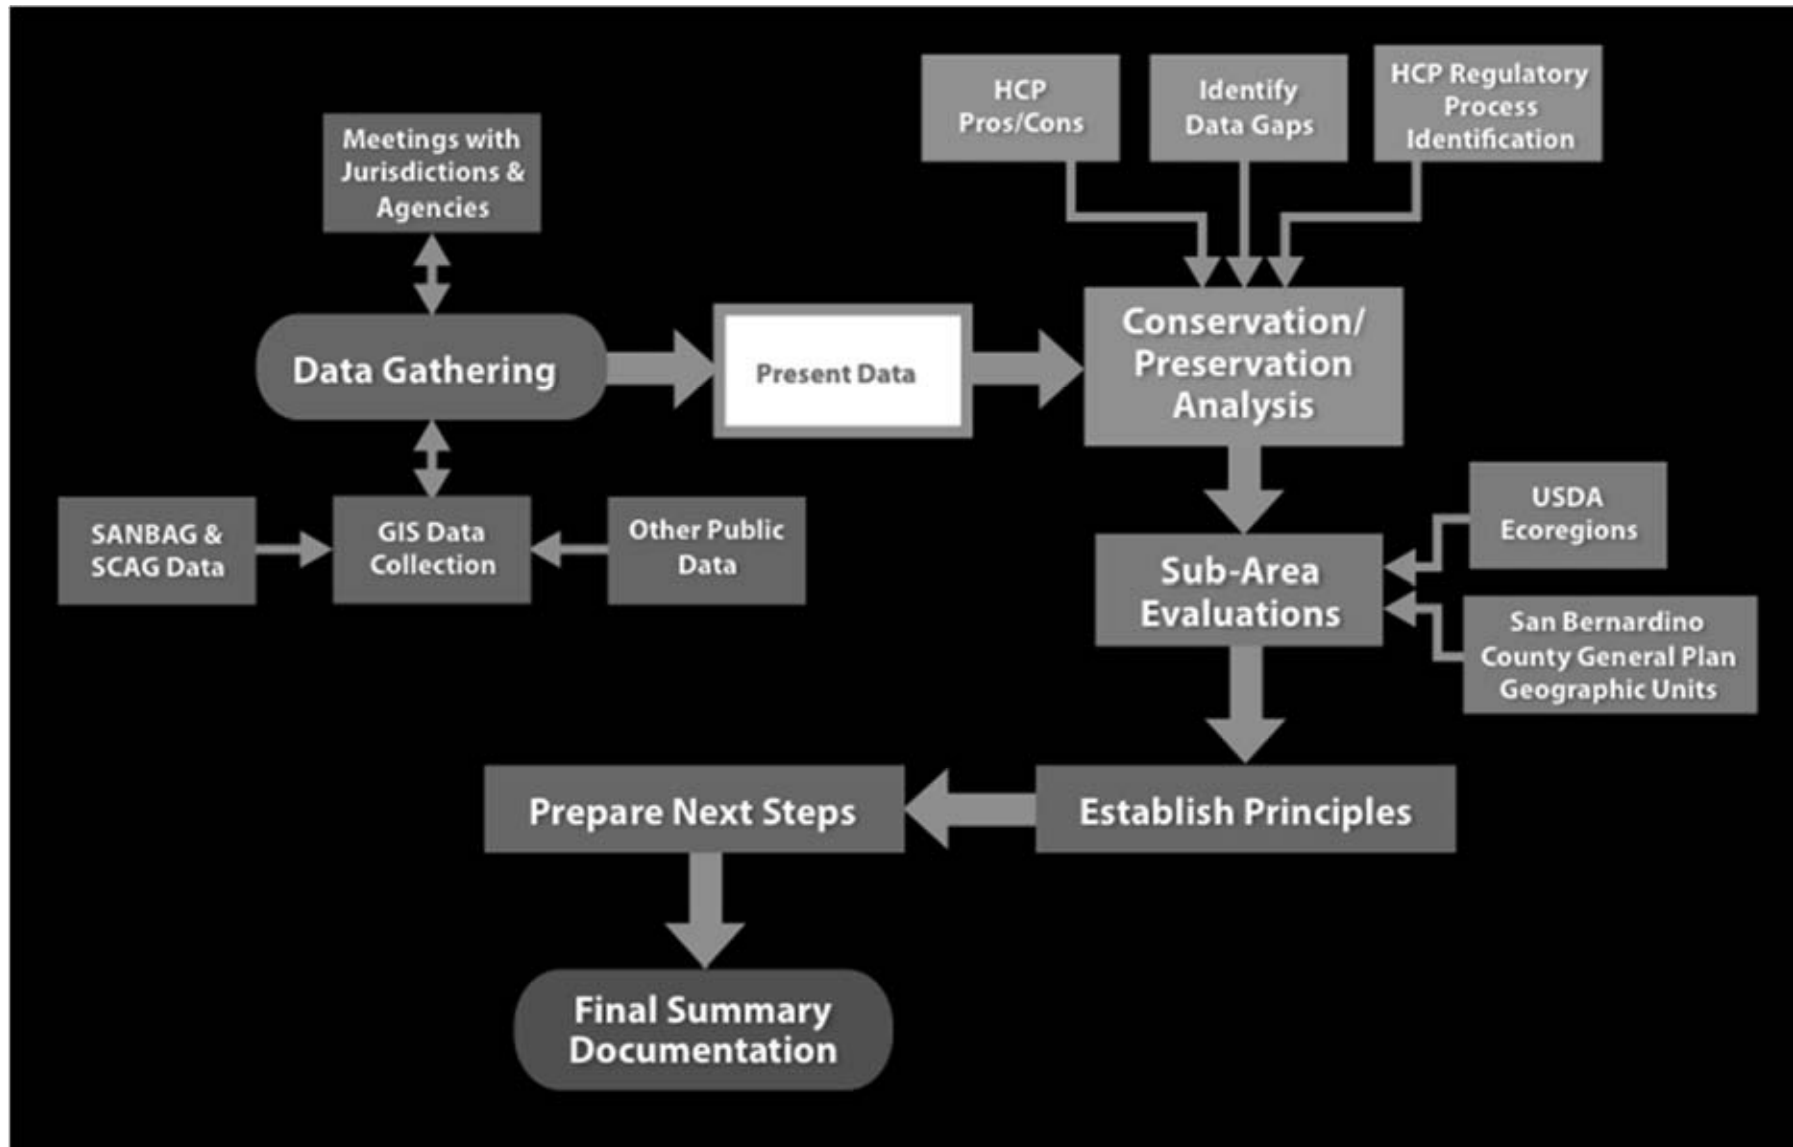 HCP
Pros/Cons
Identify
Data Gaps
HCP Regulatory
Process
Identification
Meetings with
Jurisdictions &
Agencies
Data Gathering
Present Data
Conservation/
Preservation
Analysis
SANBAG &
SCAG Data
GIS Data
Collection
Other Public
Data
USDA
Ecoregions
Sub-Area
Evaluations
San Bernardino
County General Plan
Geographic Units
Prepare Next Steps
Establish Principles
Final Summary
Documentation